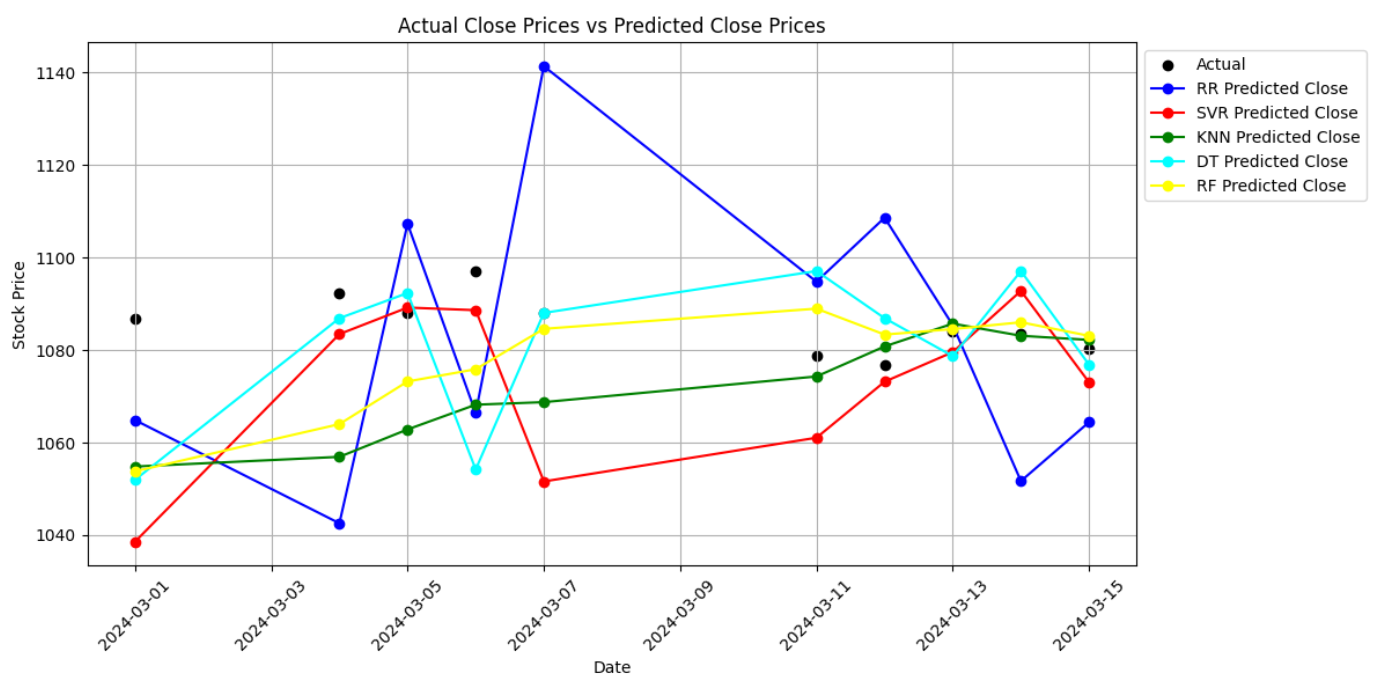 Actual Close Prices vs Predicted Close Prices
Stock Price
1140
1120
1100
1080
1060
1040
2024-03-01
2024-03-03
2024-03-05
2024-03-07
2024-03-09
2024-03-11
2024-03-13
2024-03-15
Date
Actual
RR Predicted Close
SVR Predicted Close
KNN Predicted Close
DT Predicted Close
RF Predicted Close